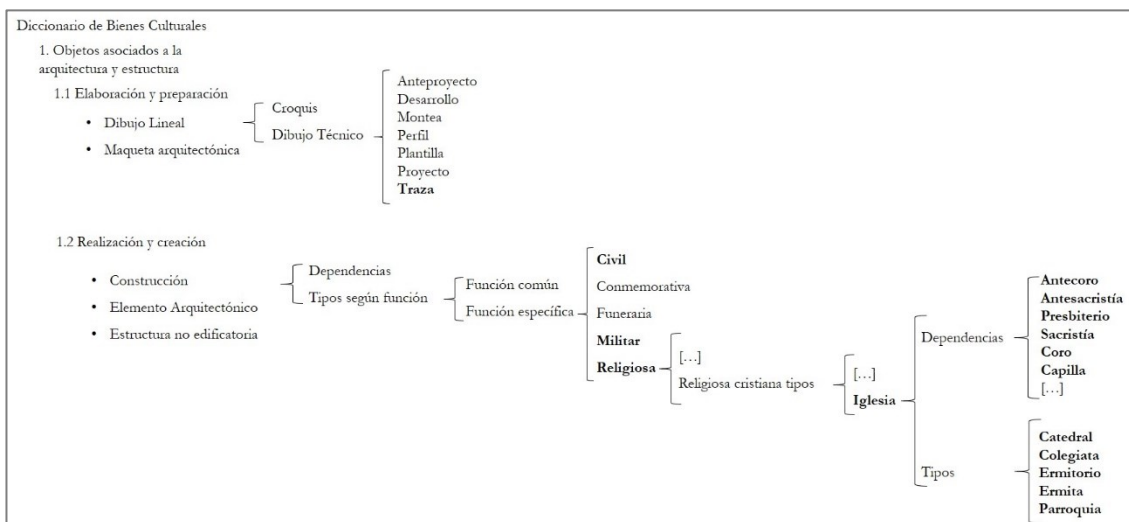 Diccionario de Bienes Culturales
1. Objetos asociados a la
arquitectura y estructura
1.1 Elaboración y preparación
• Dibujo Lineal
• Maqueta arquitectónica
Croquis
Dibujo Técnico
Anteproyecto
Desarrollo
Montea
Perfil
Plantilla
Proyecto
Traza
1.2 Realización y creación
• Construcción
• Elemento Arquitectónico
• Estructura no edificatoria
Dependencias
Tipos según función
Función común
Función específica
Civil
Conmemorativa
Funeraria
Militar
Religiosa
[…]
Religiosa cristiana tipos
[…]
Iglesia
Dependencias
Antecoro
Antesacristía
Presbiterio
Sacristía
Coro
Capilla
[…]
Tipos
Catedral
Colegiata
Ermitorio
Ermita
Parroquia